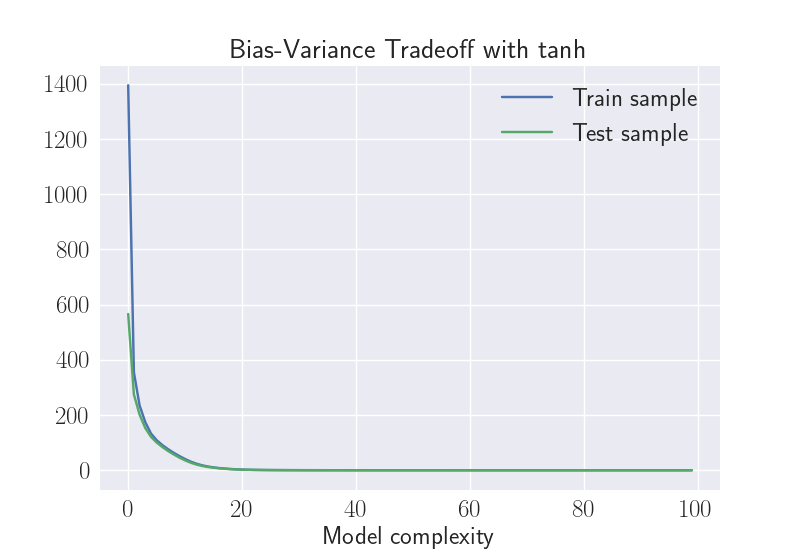 Bias-Variance Tradeoff with tanh
Train sample
Test sample
1400
1200
1000
800
600
400
200
0
0 20 40 60 80 100
Model complexity